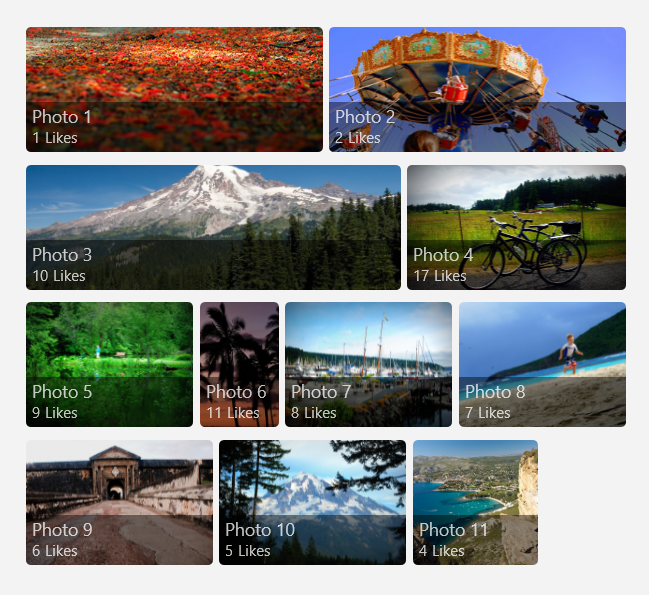 Photo 1
1 Likes
Photo 2
2 Likes
Photo 3
10 Likes
Photo 4
17 Likes
Photo 5
9 Likes
Photo 6
11 Likes
Photo 7
8 Likes
Photo 8
7 Likes
Photo 9
6 Likes
Photo 10
5 Likes
Photo 11
4 Likes